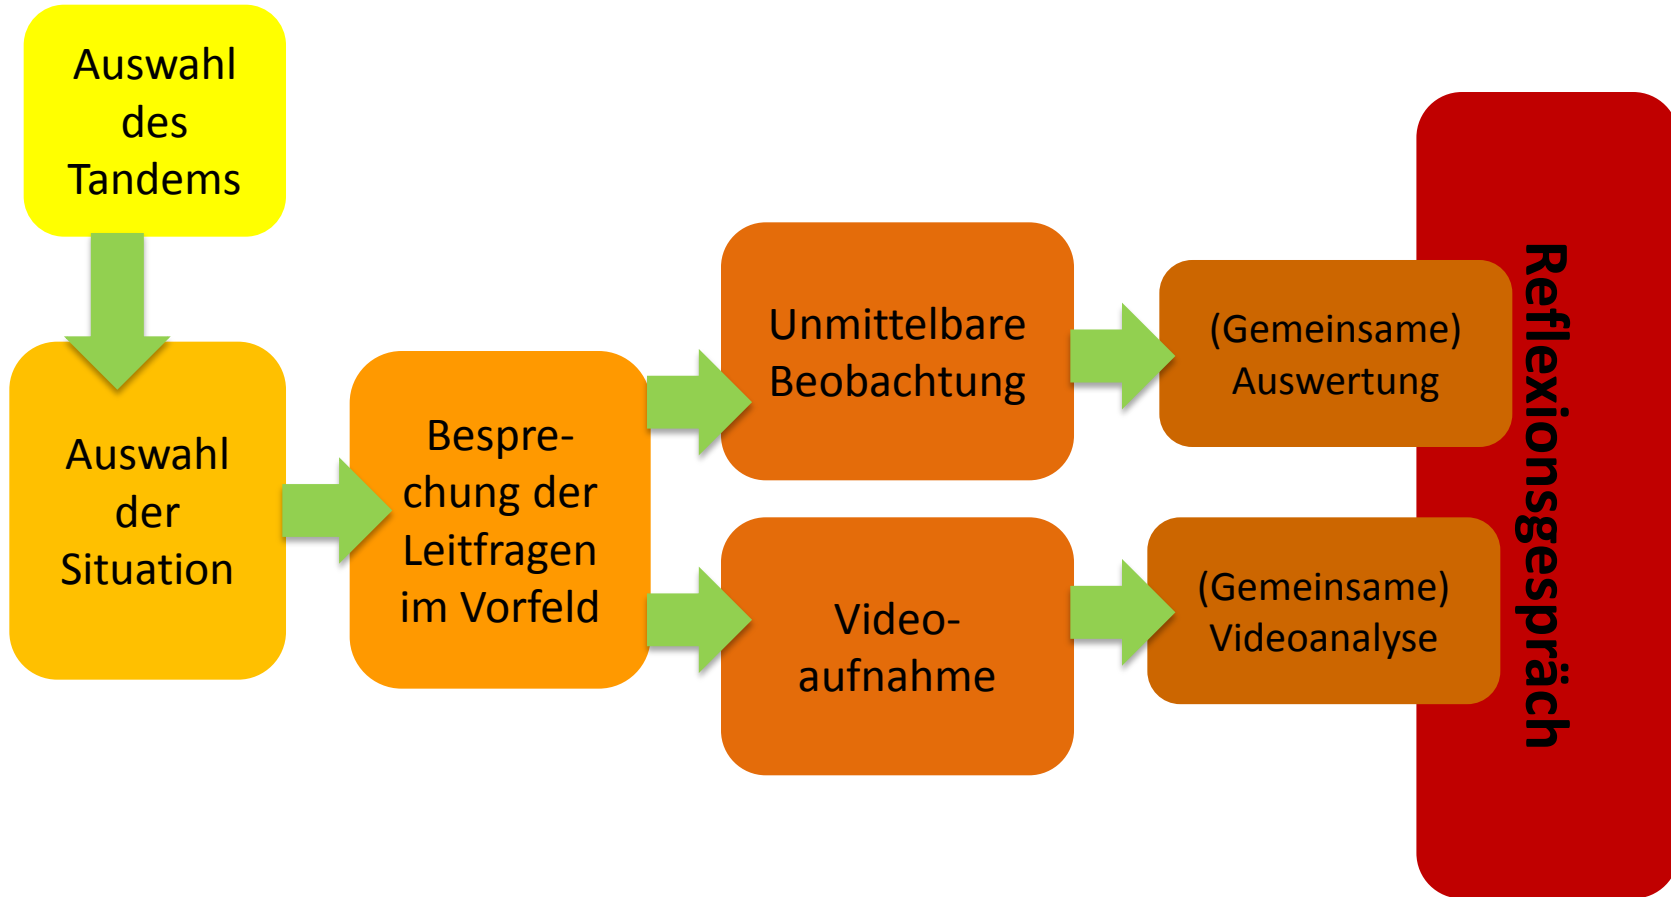 Auswahl
des
Tandems
Auswahl
der
Situation
Bespre-
chung der
Leitfragen
im Vorfeld
Unmittelbare
Beobachtung
(Gemeinsame)
Auswertung
Video-
aufnahme
(Gemeinsame)
Videoanalyse
Reflexionsgespräch